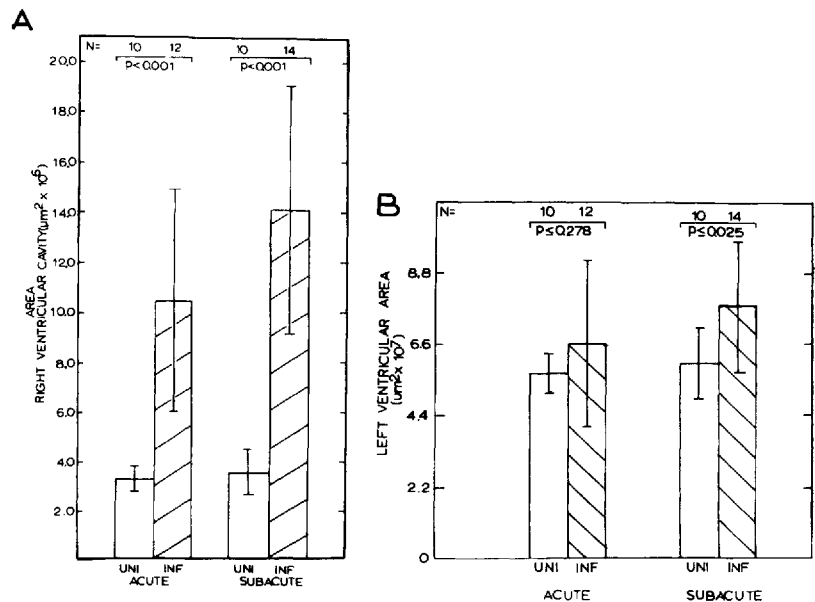 A
N= 10 12 10 14
P<0.001 P<0.001
20.0
18.0
16.0
14.0
12.0
10.0
8.0
6.0
4.0
2.0
AREA
RIGHT VENTRICULAR CAVITY (um² x 10⁶)
UNI INF UNI INF
ACUTE SUBACUTE
B
N= 10 12 10 14
P≤0.278 P≤0.025
8.8
6.6
4.4
2.2
0
LEFT VENTRICULAR AREA
(um² x 10⁷)
UNI INF UNI INF
ACUTE SUBACUTE